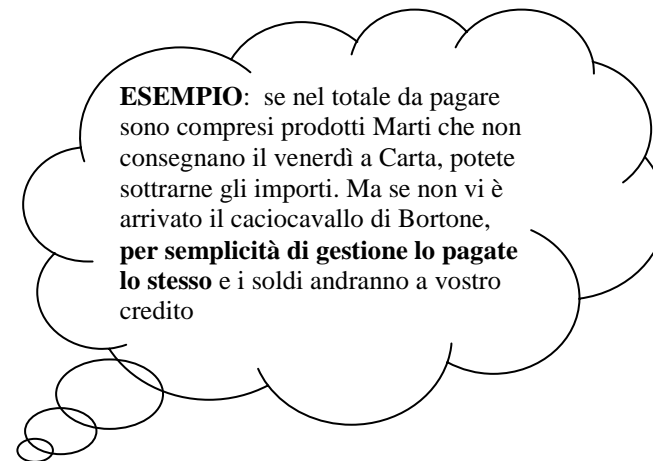 ESEMPIO: se nel totale da pagare
sono compresi prodotti Marti che non
consegnano il venerdì a Carta, potete
sottrarne gli importi. Ma se non vi è
arrivato il caciocavallo di Bortone,
per semplicità di gestione lo pagate
lo stesso e i soldi andranno a vostro
credito